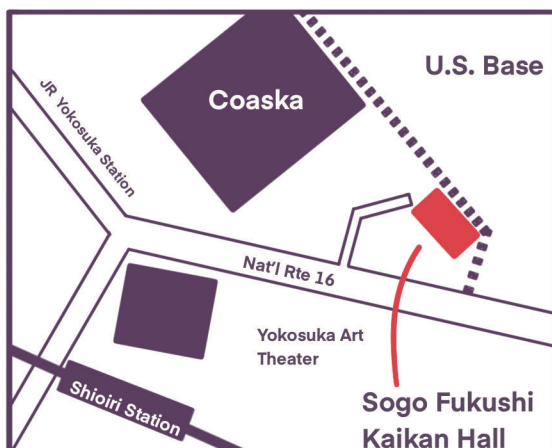 U.S. Base
Coaska
JR Yokosuka Station
Nat'l Rte 16
Yokosuka Art
Theater
Shioiri Station
Sogo Fukushi
Kaikan Hall